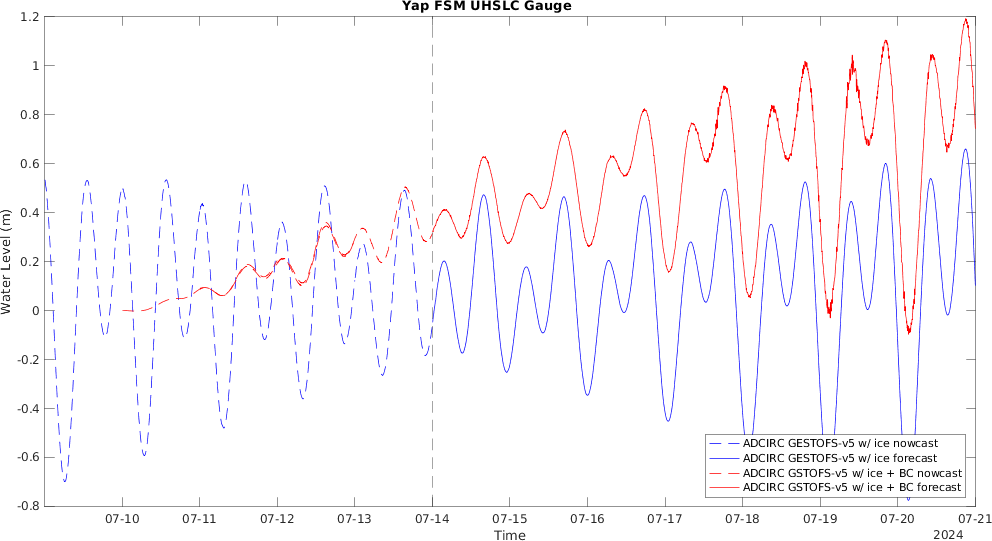 Yap FSM UHSLC Gauge
1.2
1
0.8
0.6
0.4
0.2
0
-0.2
-0.4
-0.6
-0.8
Water Level (m)
ADCIRC GESTOFS-v5 w/ ice nowcast
ADCIRC GESTOFS-v5 w/ ice forecast
ADCIRC GSTOFS-v5 w/ ice + BC nowcast
ADCIRC GSTOFS-v5 w/ ice + BC forecast
07-10 07-11 07-12 07-13 07-14 07-15 07-16 07-17 07-18 07-19 07-20 07-21
Time
2024